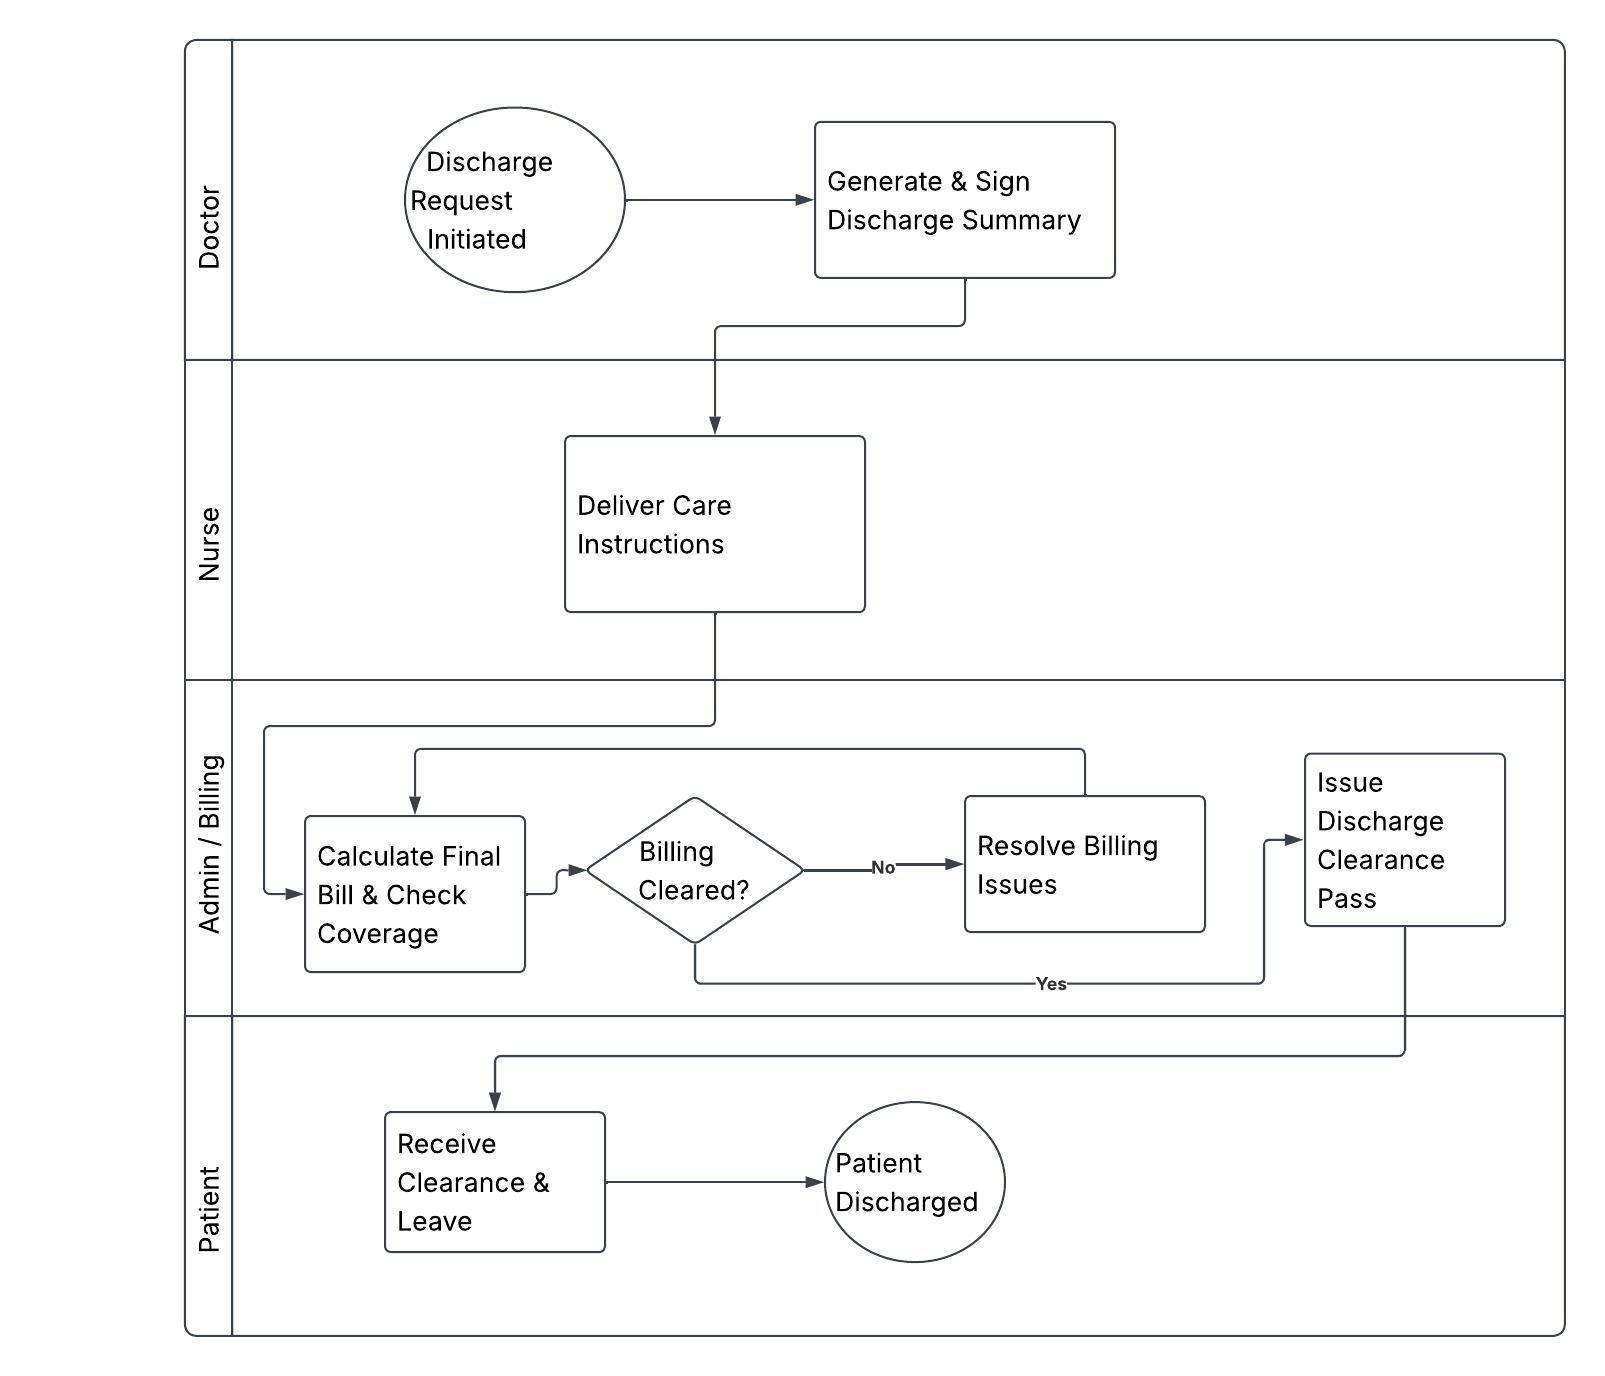 Doctor
Discharge
Request
Initiated
Generate & Sign
Discharge Summary
Nurse
Deliver Care
Instructions
Admin / Billing
Calculate Final
Bill & Check
Coverage
Billing
Cleared?
No
Resolve Billing
Issues
Yes
Issue
Discharge
Clearance
Pass
Patient
Receive
Clearance &
Leave
Patient
Discharged